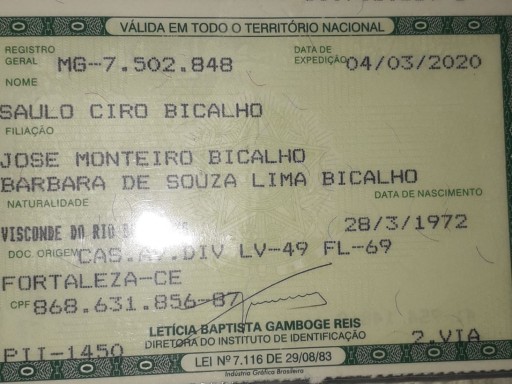 VÁLIDA EM TODO O TERRITÓRIO NACIONAL
REGISTRO GERAL MG-7.502.848 DATA DE EXPEDIÇÃO 04/03/2020
NOME
SAULO CIRO BICALHO
FILIAÇÃO
JOSE MONTEIRO BICALHO
BARBARA DE SOUZA LIMA BICALHO
NATURALIDADE DATA DE NASCIMENTO
VISCONDE DO RIO 28/3/1972
DOC ORIGEM CAS.AV.DIV LV-49 FL-69
FORTALEZA-CE
CPF 868.631.856-87
LETÍCIA BAPTISTA GAMBOGE REIS
DIRETORA DO INSTITUTO DE IDENTIFICAÇÃO
PII-1450 2.VIA
LEI Nº 7.116 DE 29/08/83
Indústria Gráfica Brasileira